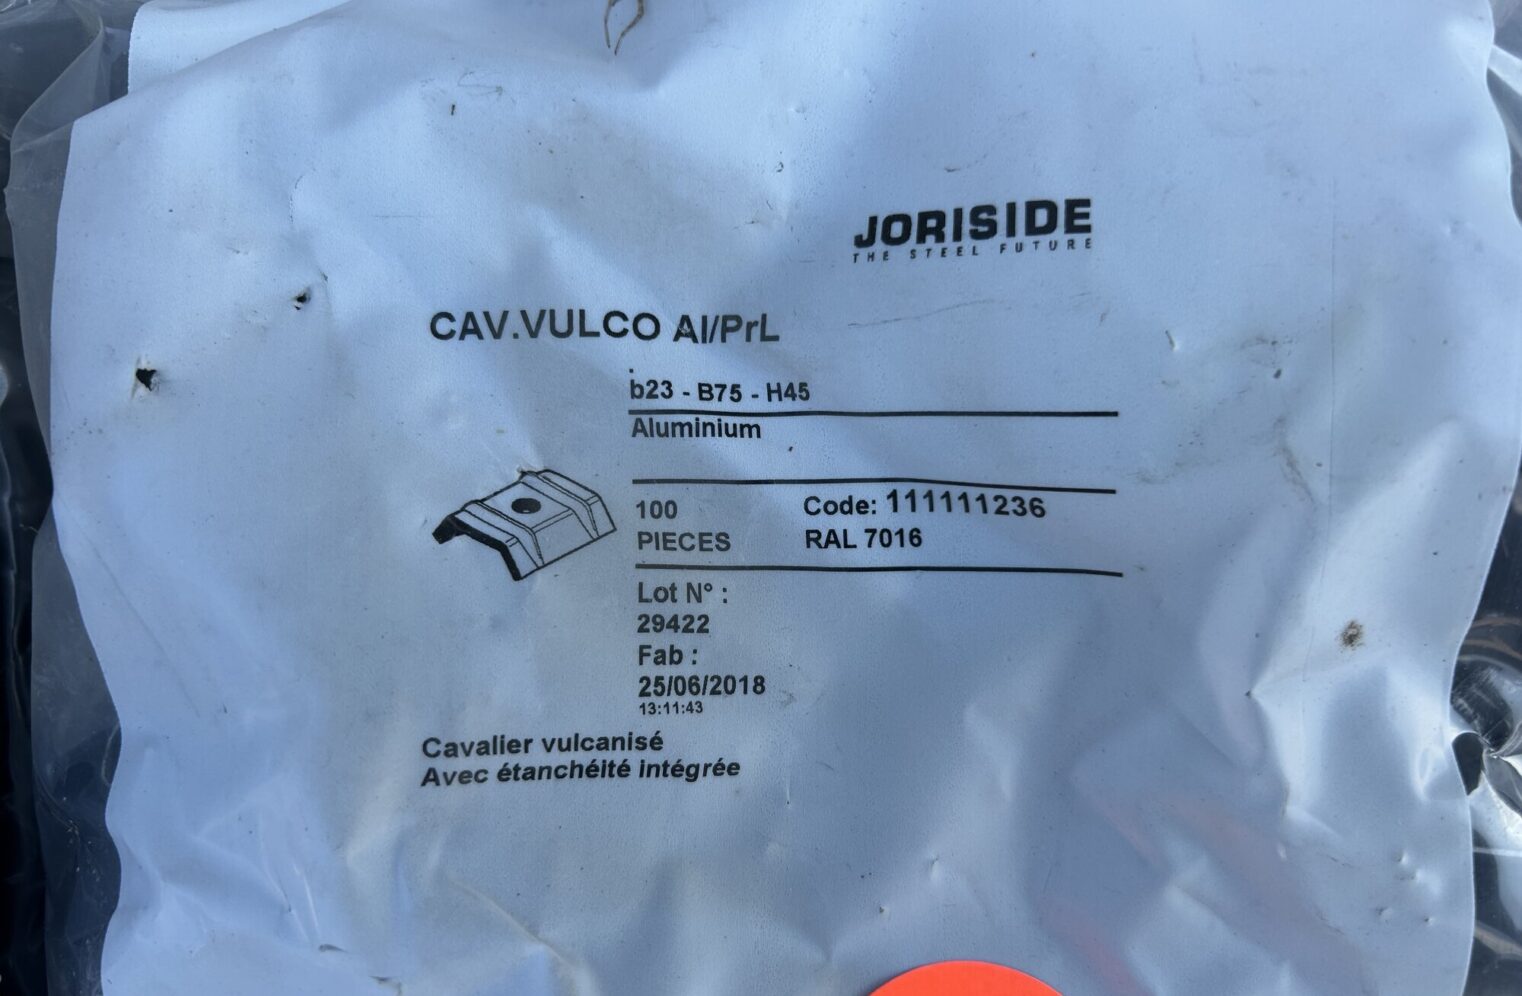 JORISIDE
THE STEEL FUTURE
CAV.VULCO Al/PrL
b23 - B75 - H45
Aluminium
100 Code: 111111236
PIECES RAL 7016
Lot N° :
29422
Fab :
25/06/2018
13:11:43
Cavalier vulcanisé
Avec étanchéité intégrée